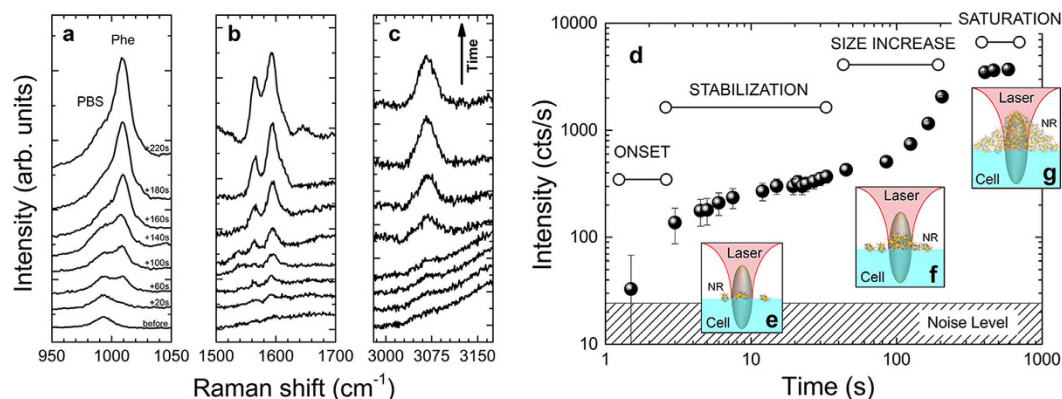 a
Phe
PBS
+220s
+180s
+160s
+140s
+100s
+60s
+20s
before
950 1000 1050
b
1500 1600 1700
c
Time
3000 3075 3150
Intensity (arb. units)
Raman shift (cm-1)
d
10000
1000
100
10
Intensity (cts/s)
ONSET
STABILIZATION
SIZE INCREASE
SATURATION
Laser
NR
Cell
e
Laser
NR
Cell
f
Laser
NR
Cell
g
Noise Level
1 10 100 1000
Time (s)